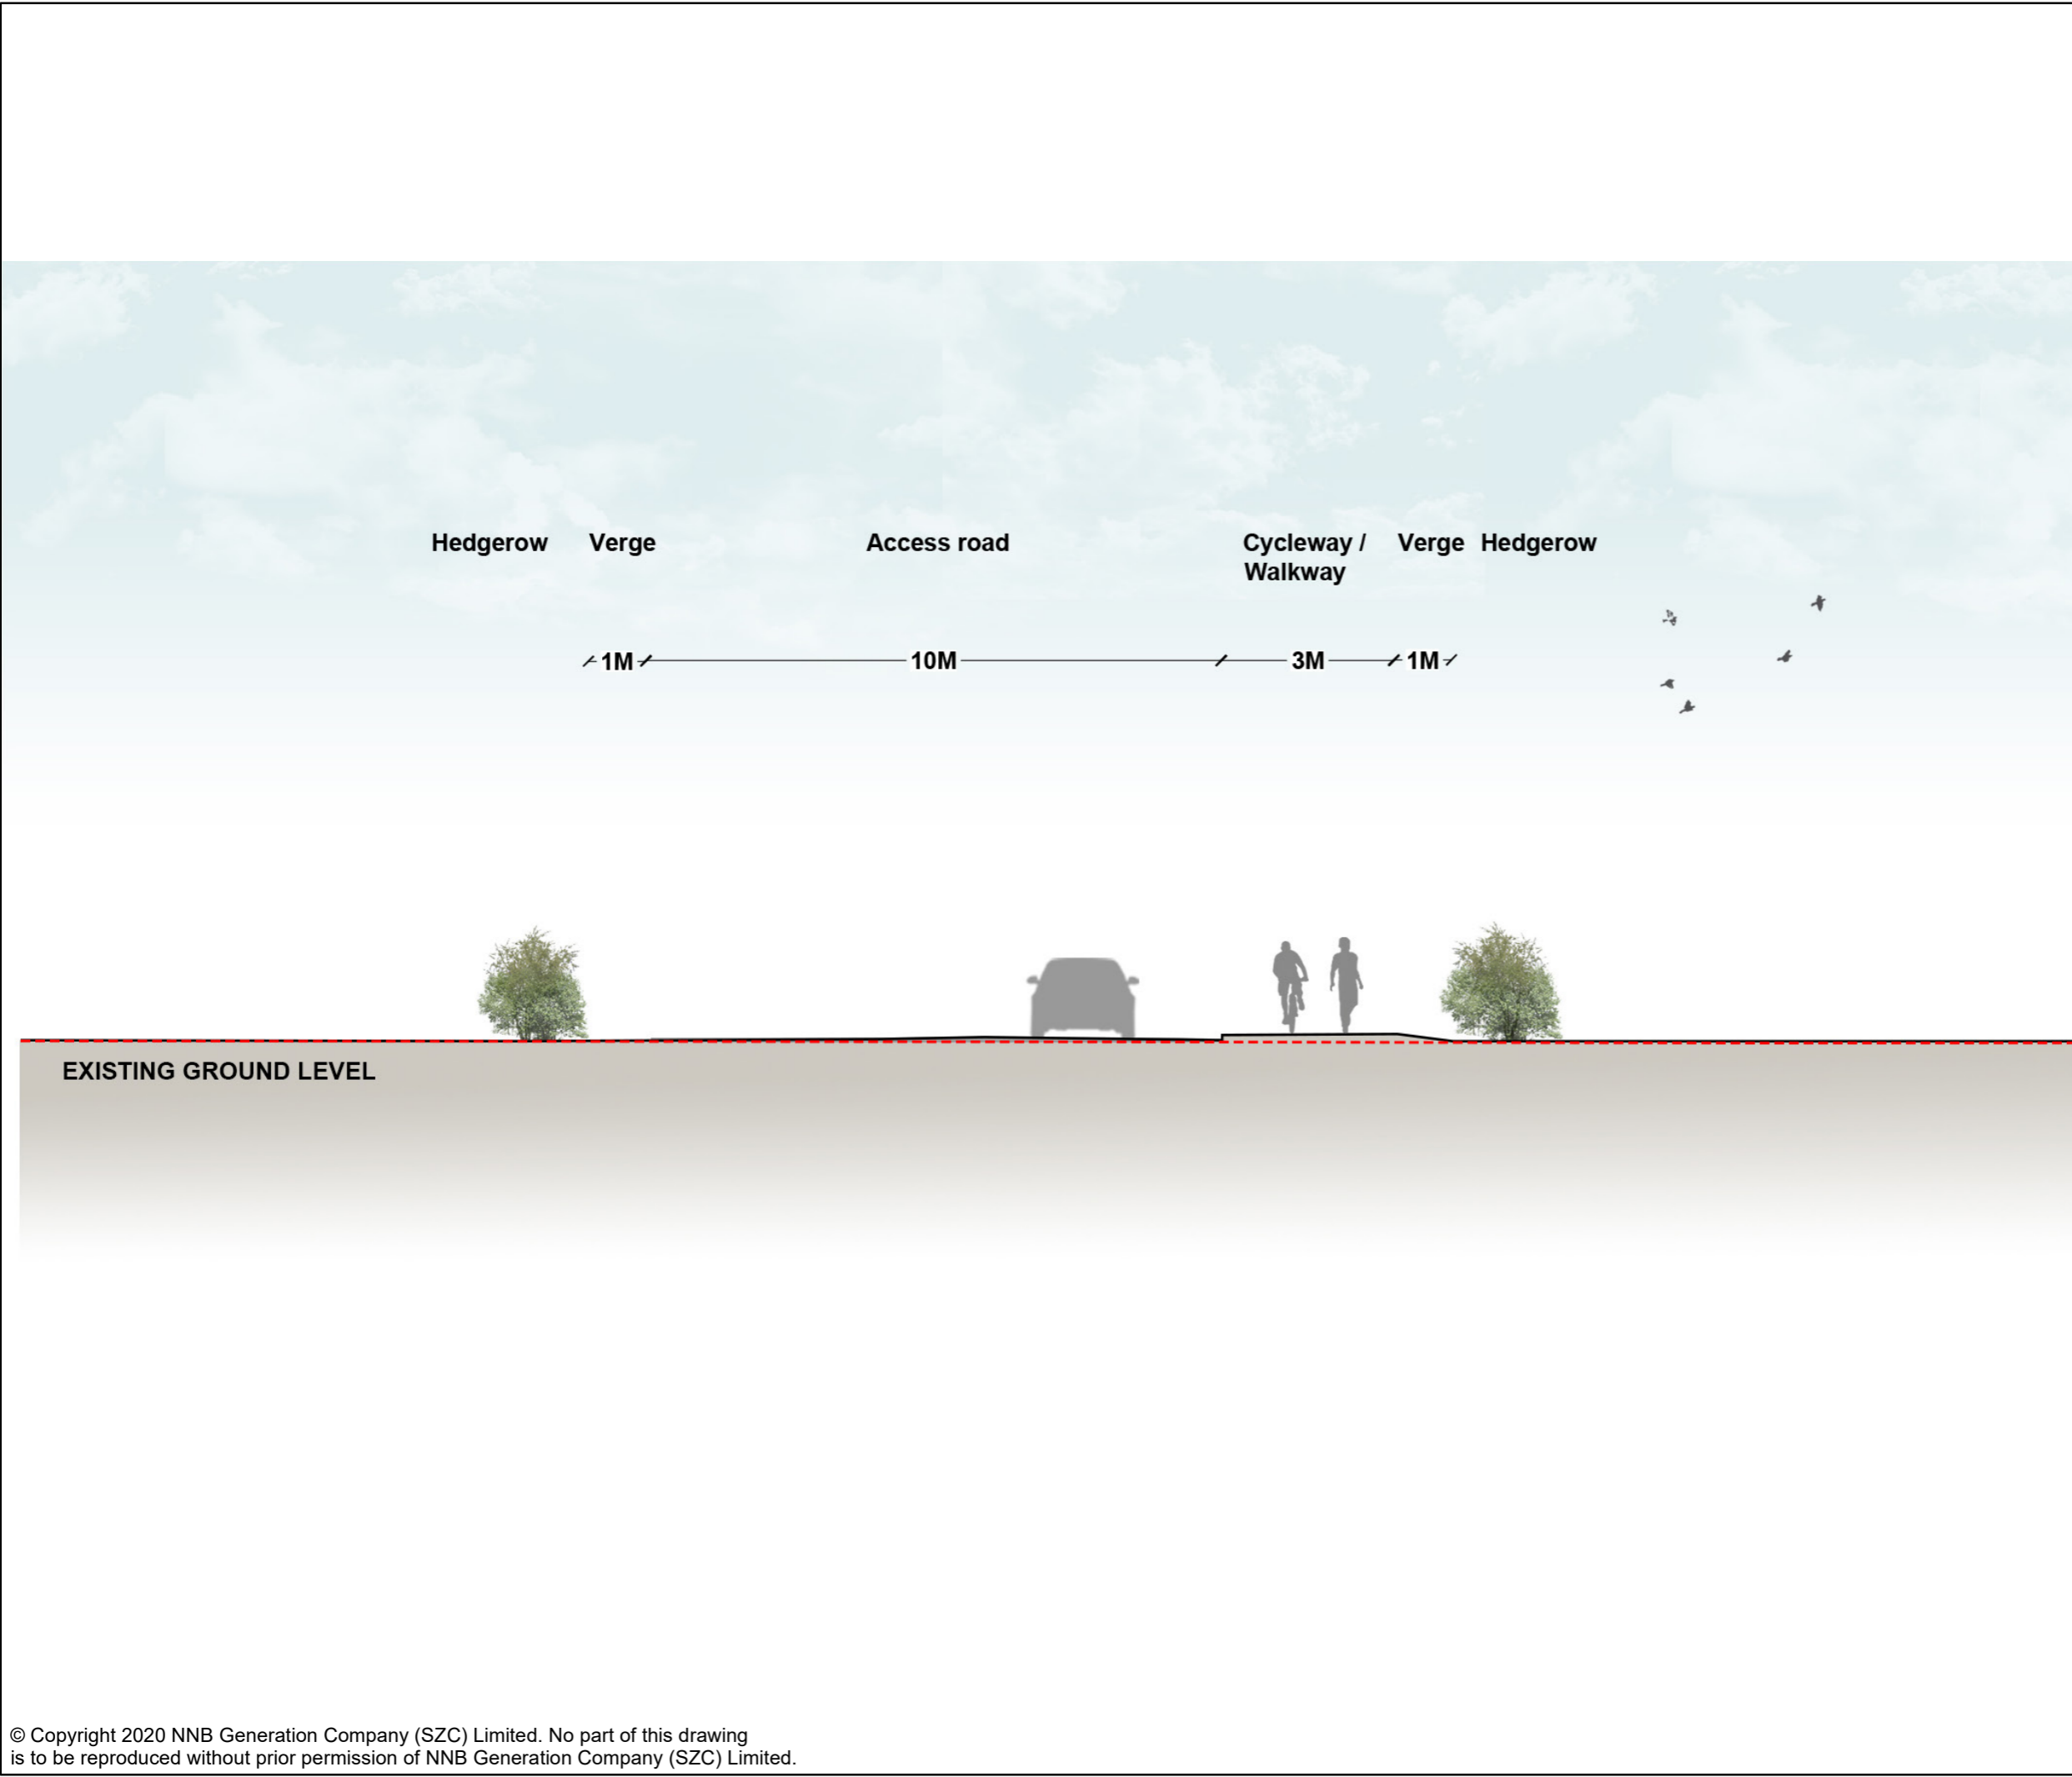 Hedgerow Verge Access road Cycleway / Verge Hedgerow
Walkway
1M 10M 3M 1M
EXISTING GROUND LEVEL
© Copyright 2020 NNB Generation Company (SZC) Limited. No part of this drawing
is to be reproduced without prior permission of NNB Generation Company (SZC) Limited.